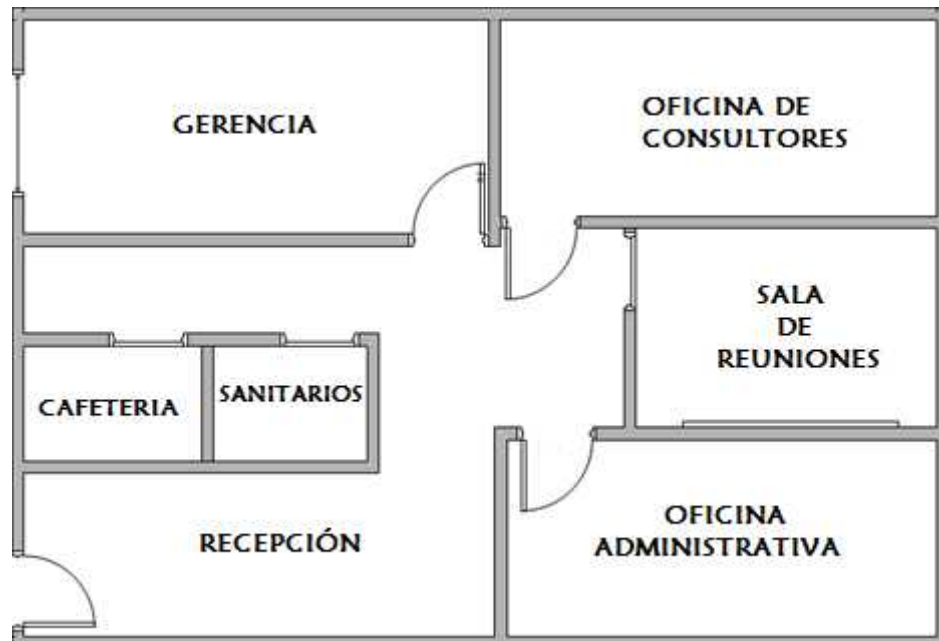 GERENCIA
OFICINA DE
CONSULTORES
SALA
DE
REUNIONES
CAFETERIA
SANITARIOS
RECEPCIÓN
OFICINA
ADMINISTRATIVA